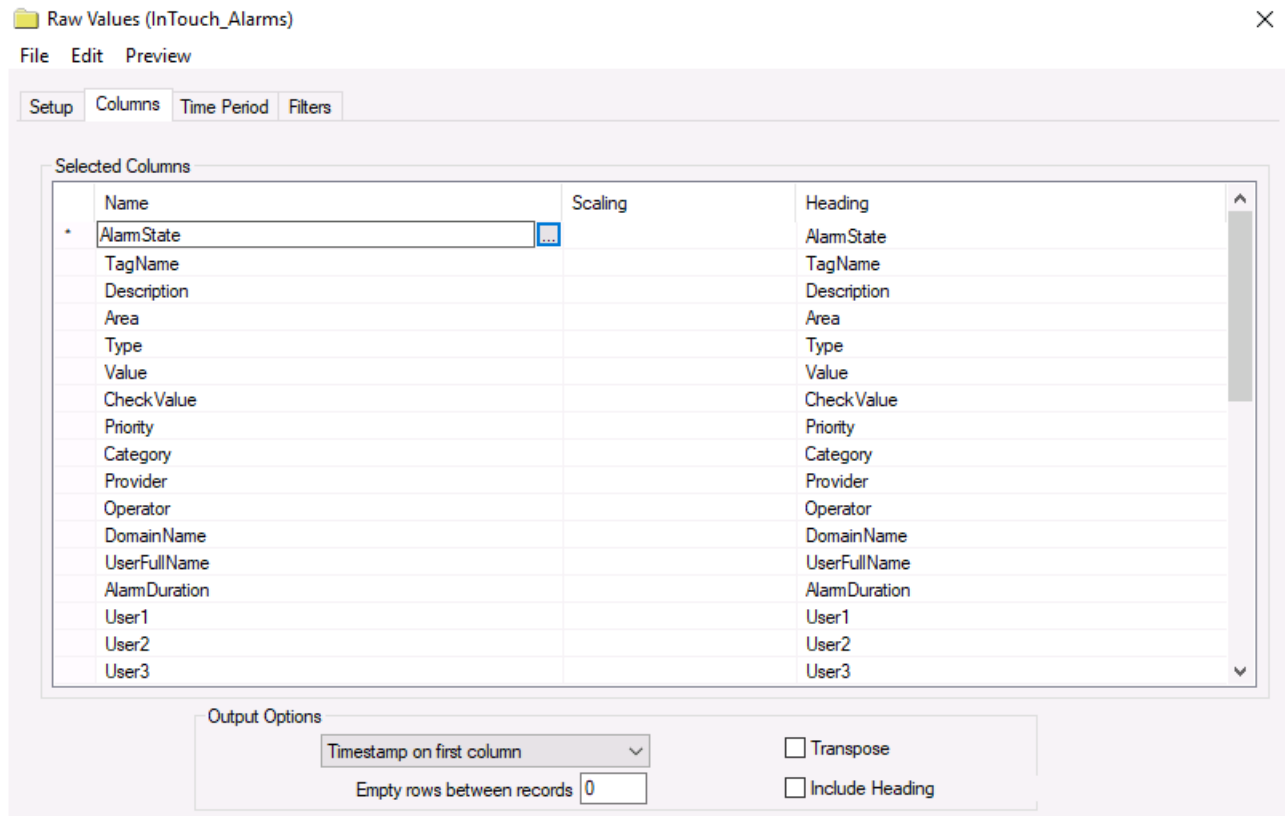 Raw Values (InTouch_Alarms)
File Edit Preview
Setup Columns Time Period Filters
Selected Columns
Name Scaling Heading
* AlarmState ... AlarmState
TagName TagName
Description Description
Area Area
Type Type
Value Value
CheckValue CheckValue
Priority Priority
Category Category
Provider Provider
Operator Operator
DomainName DomainName
UserFullName UserFullName
AlarmDuration AlarmDuration
User1 User1
User2 User2
User3 User3
Output Options
Timestamp on first column Transpose
Empty rows between records 0 Include Heading